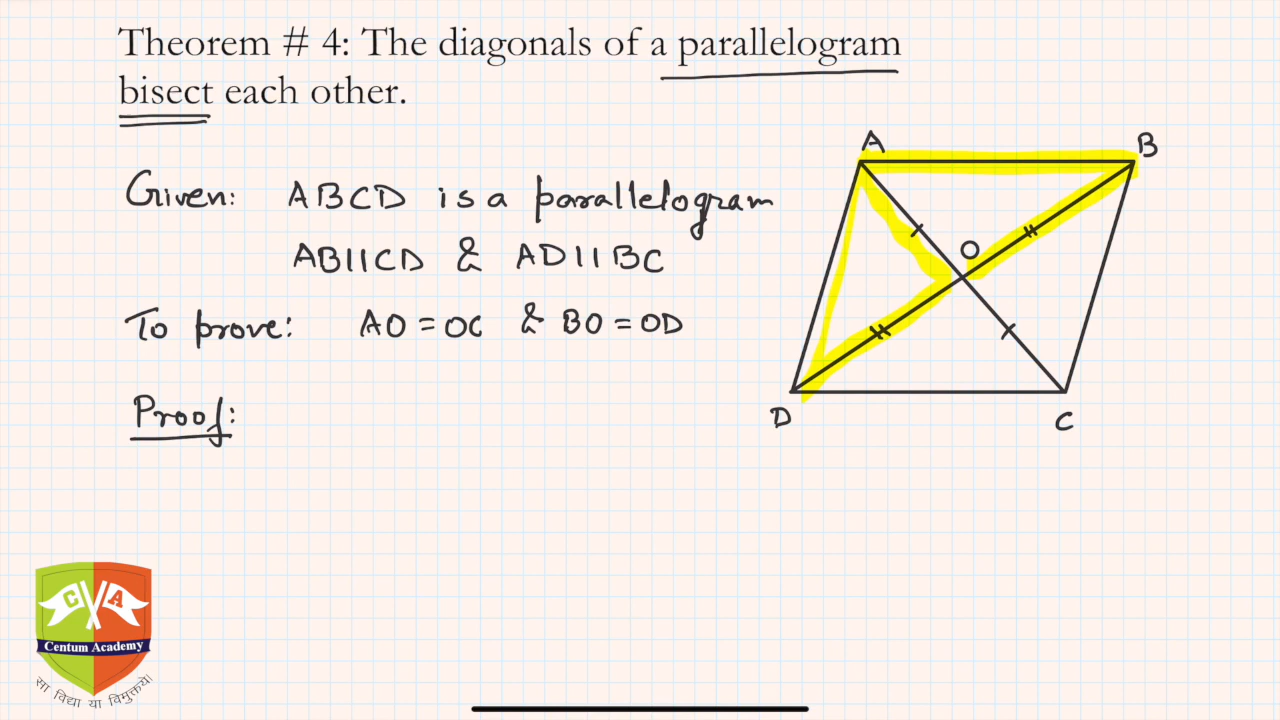 Theorem # 4: The diagonals of a parallelogram
bisect each other.
Given: ABCD is a parallelogram
AB||CD & AD||BC
To prove: AO = OC & BO = OD
Proof:
A
B
O
D
C
C A
Centum Academy
सा विद्या या विमुक्तये।